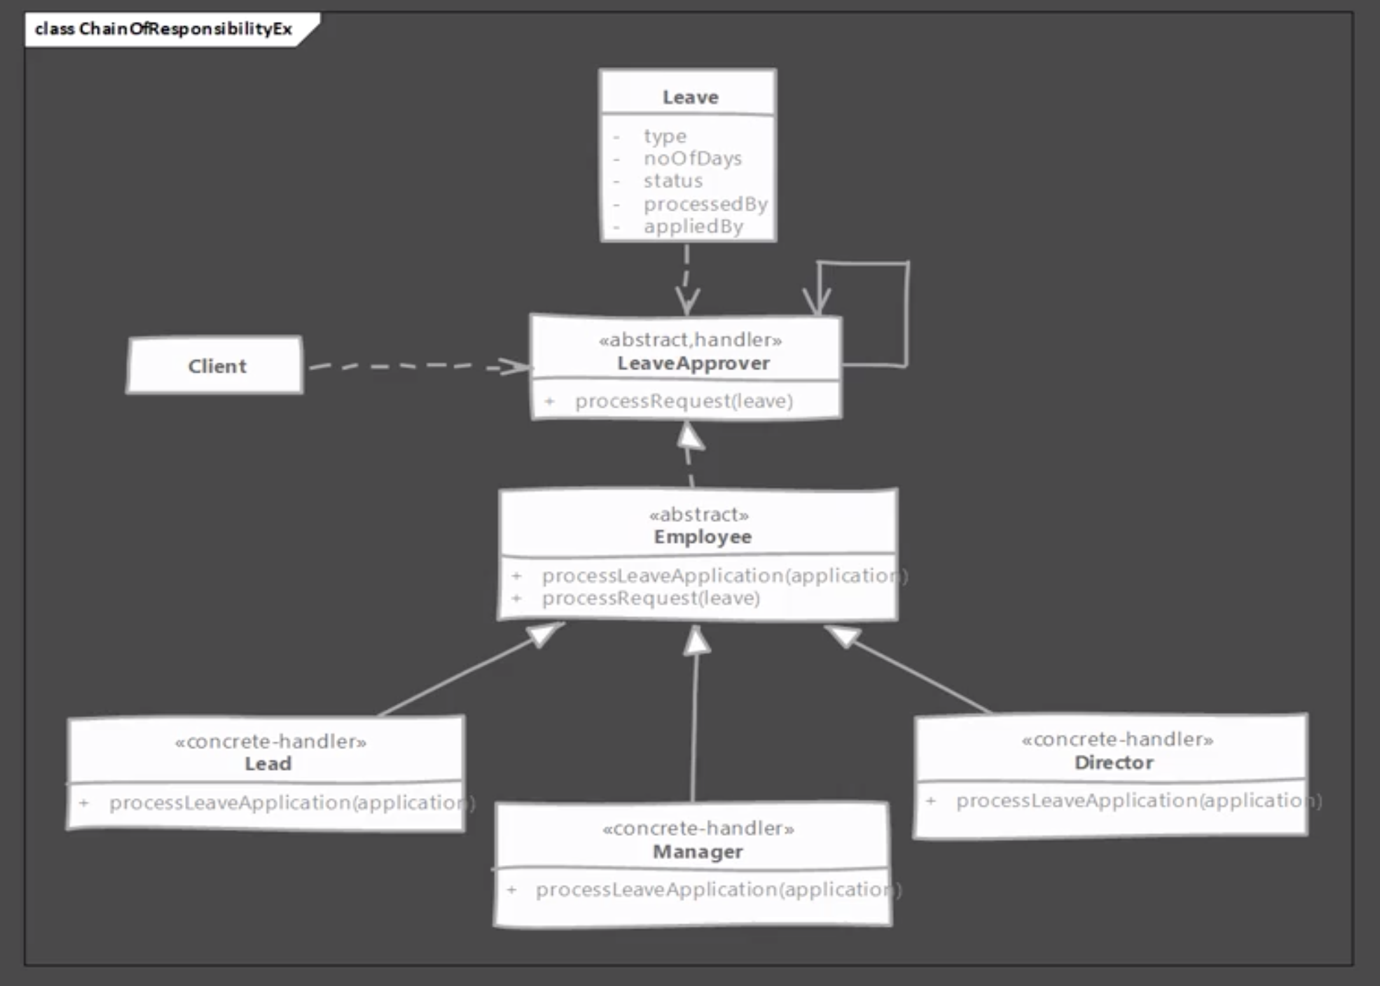 class ChainOfResponsibilityEx
Leave
- type
- noOfDays
- status
- processedBy
- appliedBy
Client
«abstract,handler»
LeaveApprover
+ processRequest(leave)
«abstract»
Employee
+ processLeaveApplication(application)
+ processRequest(leave)
«concrete-handler»
Lead
+ processLeaveApplication(application)
«concrete-handler»
Manager
+ processLeaveApplication(application)
«concrete-handler»
Director
+ processLeaveApplication(application)